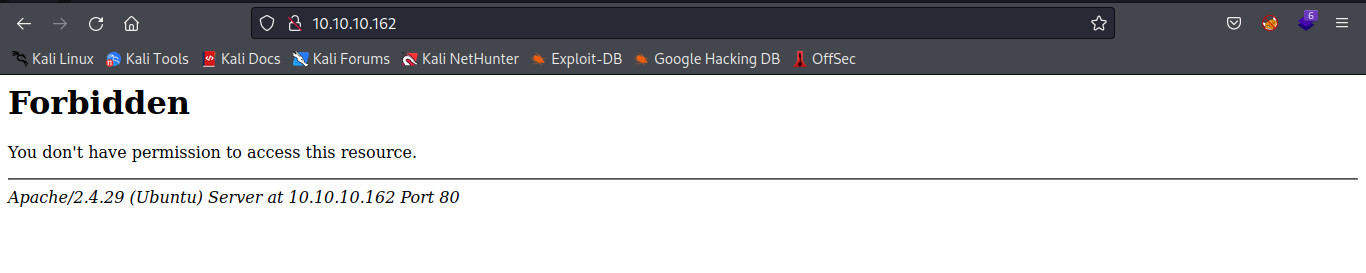 10.10.10.162
6
Kali Linux Kali Tools Kali Docs Kali Forums Kali NetHunter Exploit-DB Google Hacking DB OffSec
Forbidden
You don't have permission to access this resource.
Apache/2.4.29 (Ubuntu) Server at 10.10.10.162 Port 80